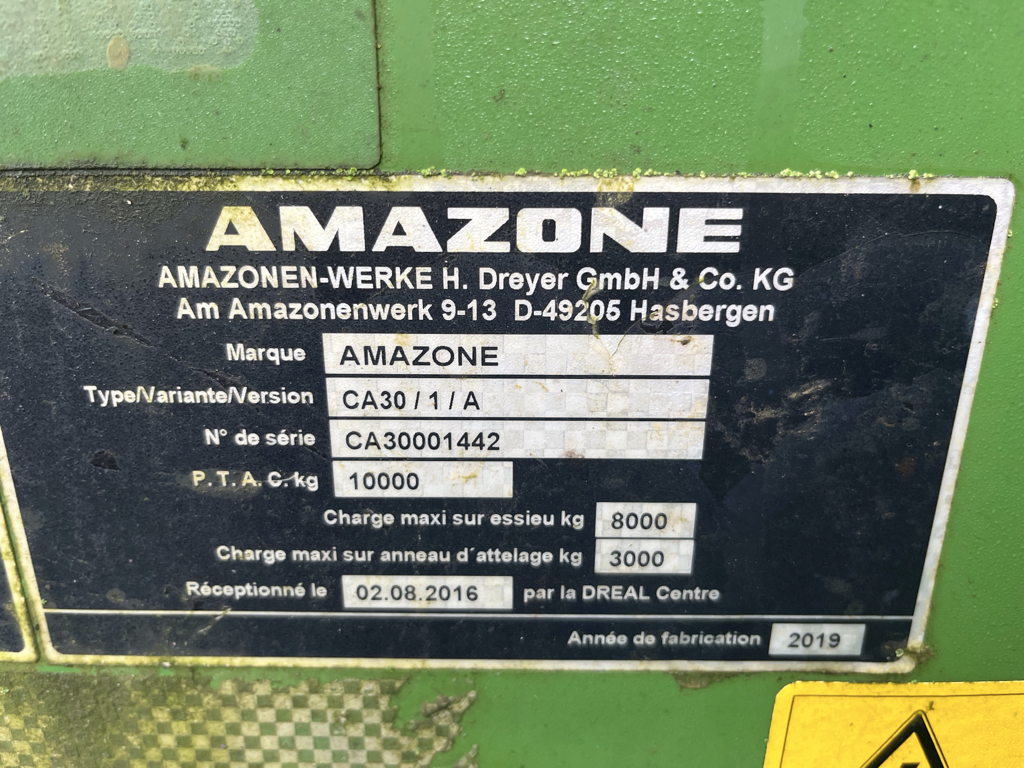 AMAZONE
AMAZONEN-WERKE H. Dreyer GmbH & Co. KG
Am Amazonenwerk 9-13 D-49205 Hasbergen
Marque AMAZONE
Type/Variante/Version CA30 / 1 / A
N° de série CA30001442
P. T. A. C. kg 10000
Charge maxi sur essieu kg 8000
Charge maxi sur anneau d´attelage kg 3000
Réceptionné le 02.08.2016 par la DREAL Centre
Année de fabrication 2019